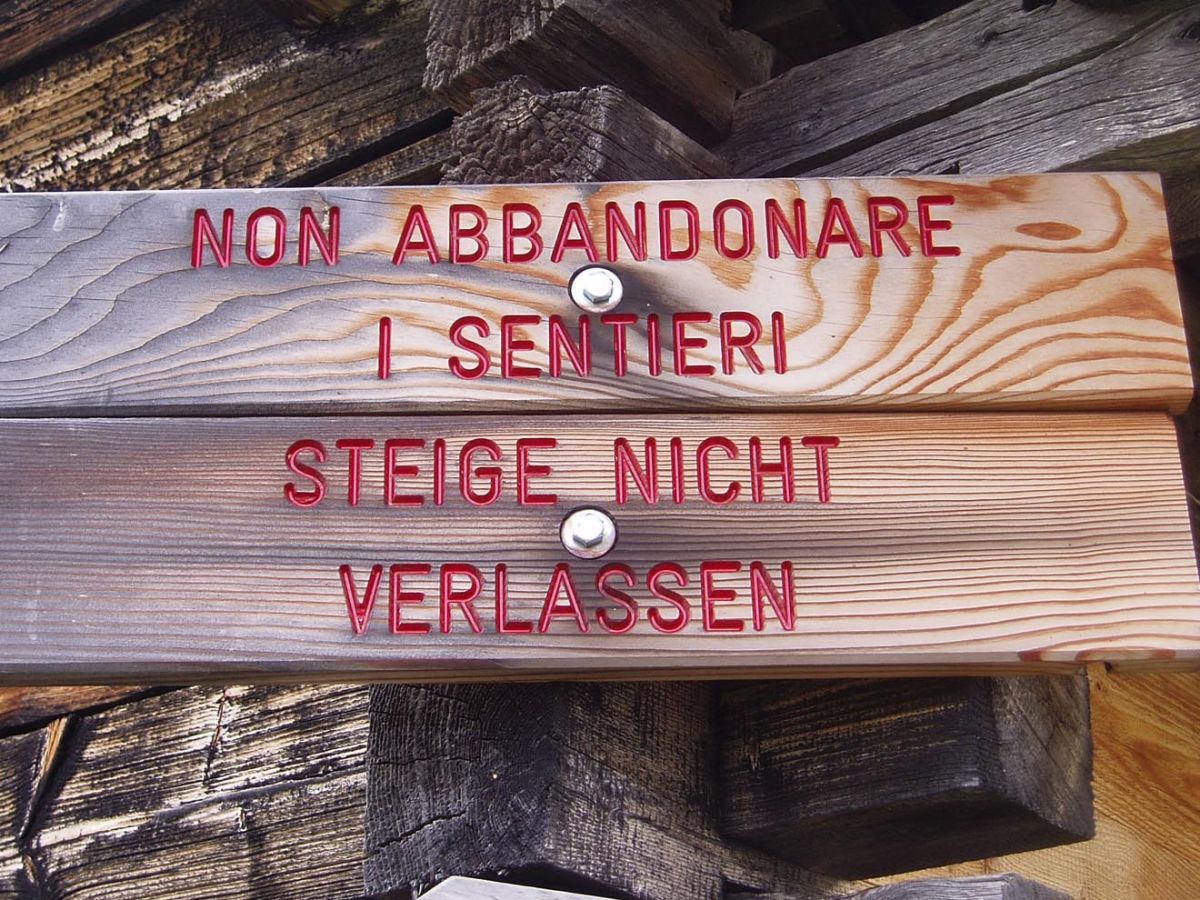 NON ABBANDONARE
I SENTIERI
STEIGE NICHT
VERLASSEN